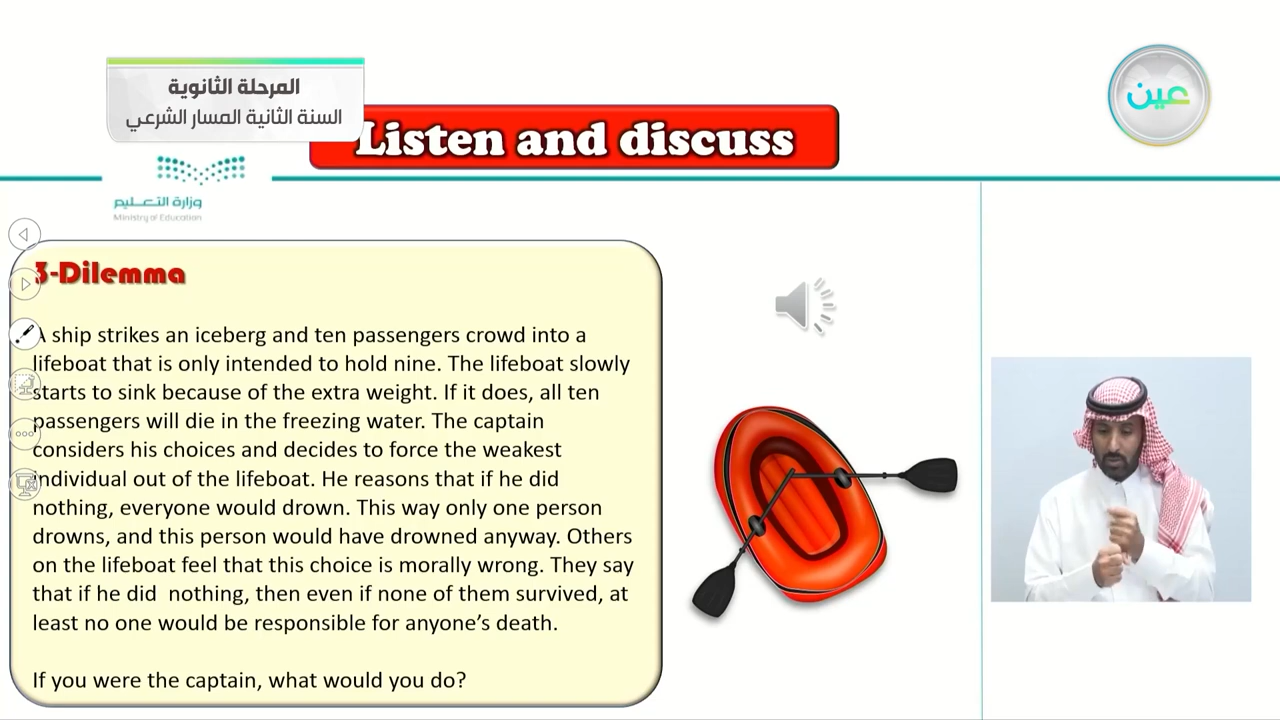 المرحلة الثانوية
السنة الثانية المسار الشرعي
عين
Listen and discuss
وزارة التعليم
Ministry of Education
3-Dilemma
A ship strikes an iceberg and ten passengers crowd into a
lifeboat that is only intended to hold nine. The lifeboat slowly
starts to sink because of the extra weight. If it does, all ten
passengers will die in the freezing water. The captain
considers his choices and decides to force the weakest
individual out of the lifeboat. He reasons that if he did
nothing, everyone would drown. This way only one person
drowns, and this person would have drowned anyway. Others
on the lifeboat feel that this choice is morally wrong. They say
that if he did  nothing, then even if none of them survived, at
least no one would be responsible for anyone’s death.
If you were the captain, what would you do?